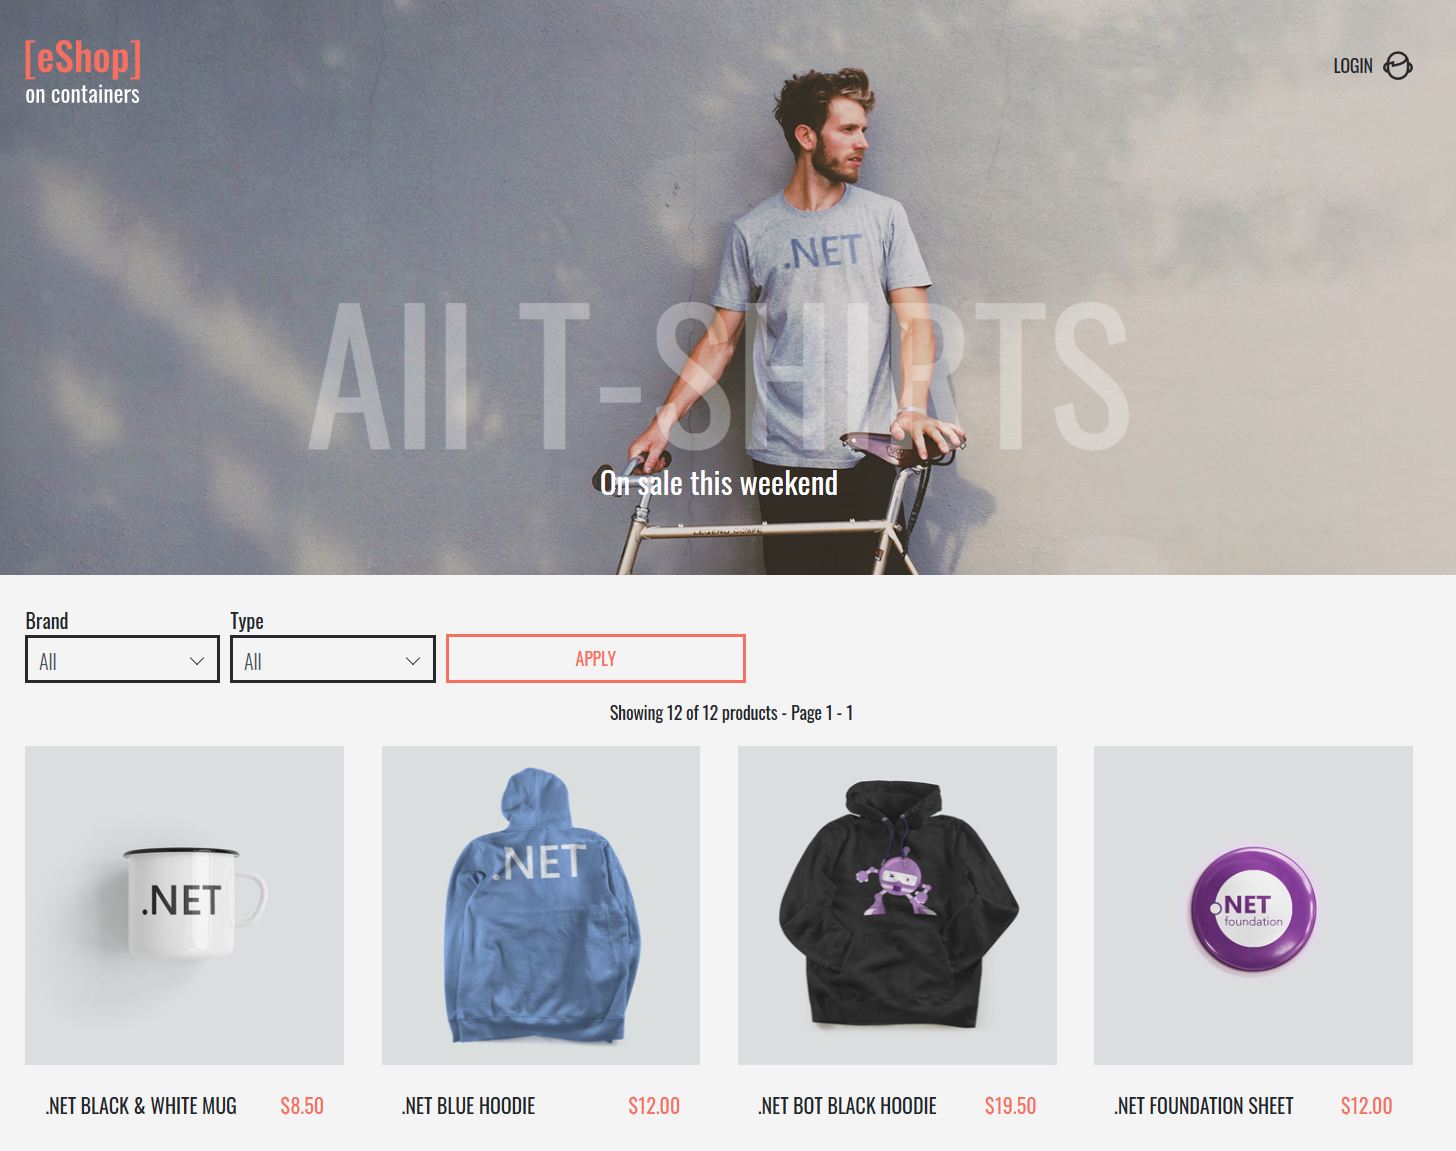 [eShop]
on containers
LOGIN
.NET
All T-SHIRTS
On sale this weekend
Brand
Type
All
All
APPLY
Showing 12 of 12 products - Page 1 - 1
.NET
.NET
.NET
foundation
.NET BLACK & WHITE MUG
$8.50
.NET BLUE HOODIE
$12.00
.NET BOT BLACK HOODIE
$19.50
.NET FOUNDATION SHEET
$12.00